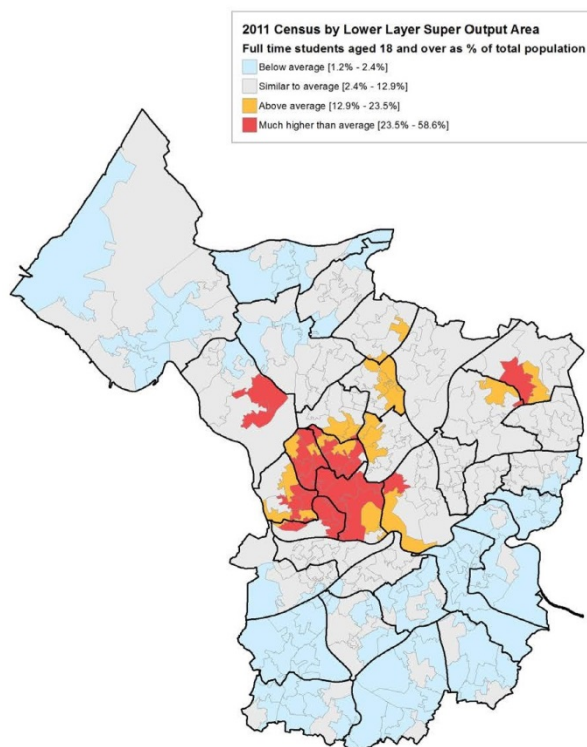 2011 Census by Lower Layer Super Output Area
Full time students aged 18 and over as % of total population
Below average [1.2% - 2.4%]
Similar to average [2.4% - 12.9%]
Above average [12.9% - 23.5%]
Much higher than average [23.5% - 58.6%]